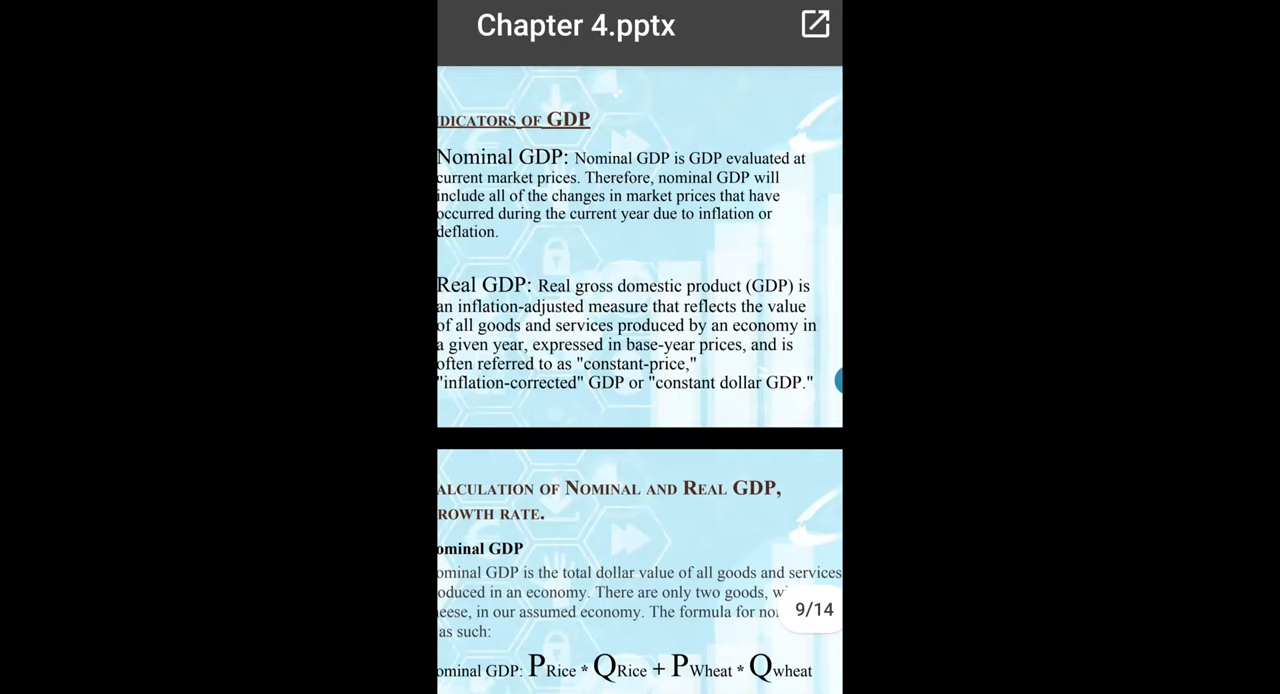 Chapter 4.pptx
DICATORS OF GDP
Nominal GDP: Nominal GDP is GDP evaluated at
current market prices. Therefore, nominal GDP will
include all of the changes in market prices that have
occurred during the current year due to inflation or
deflation.
Real GDP: Real gross domestic product (GDP) is
an inflation-adjusted measure that reflects the value
of all goods and services produced by an economy in
a given year, expressed in base-year prices, and is
often referred to as "constant-price,"
"inflation-corrected" GDP or "constant dollar GDP."
ALCULATION OF NOMINAL AND REAL GDP,
ROWTH RATE.
ominal GDP
ominal GDP is the total dollar value of all goods and services
oduced in an economy. There are only two goods,
eese, in our assumed economy. The formula for
9/14
as such:
ominal GDP: PRice * QRice + PWheat * Qwheat